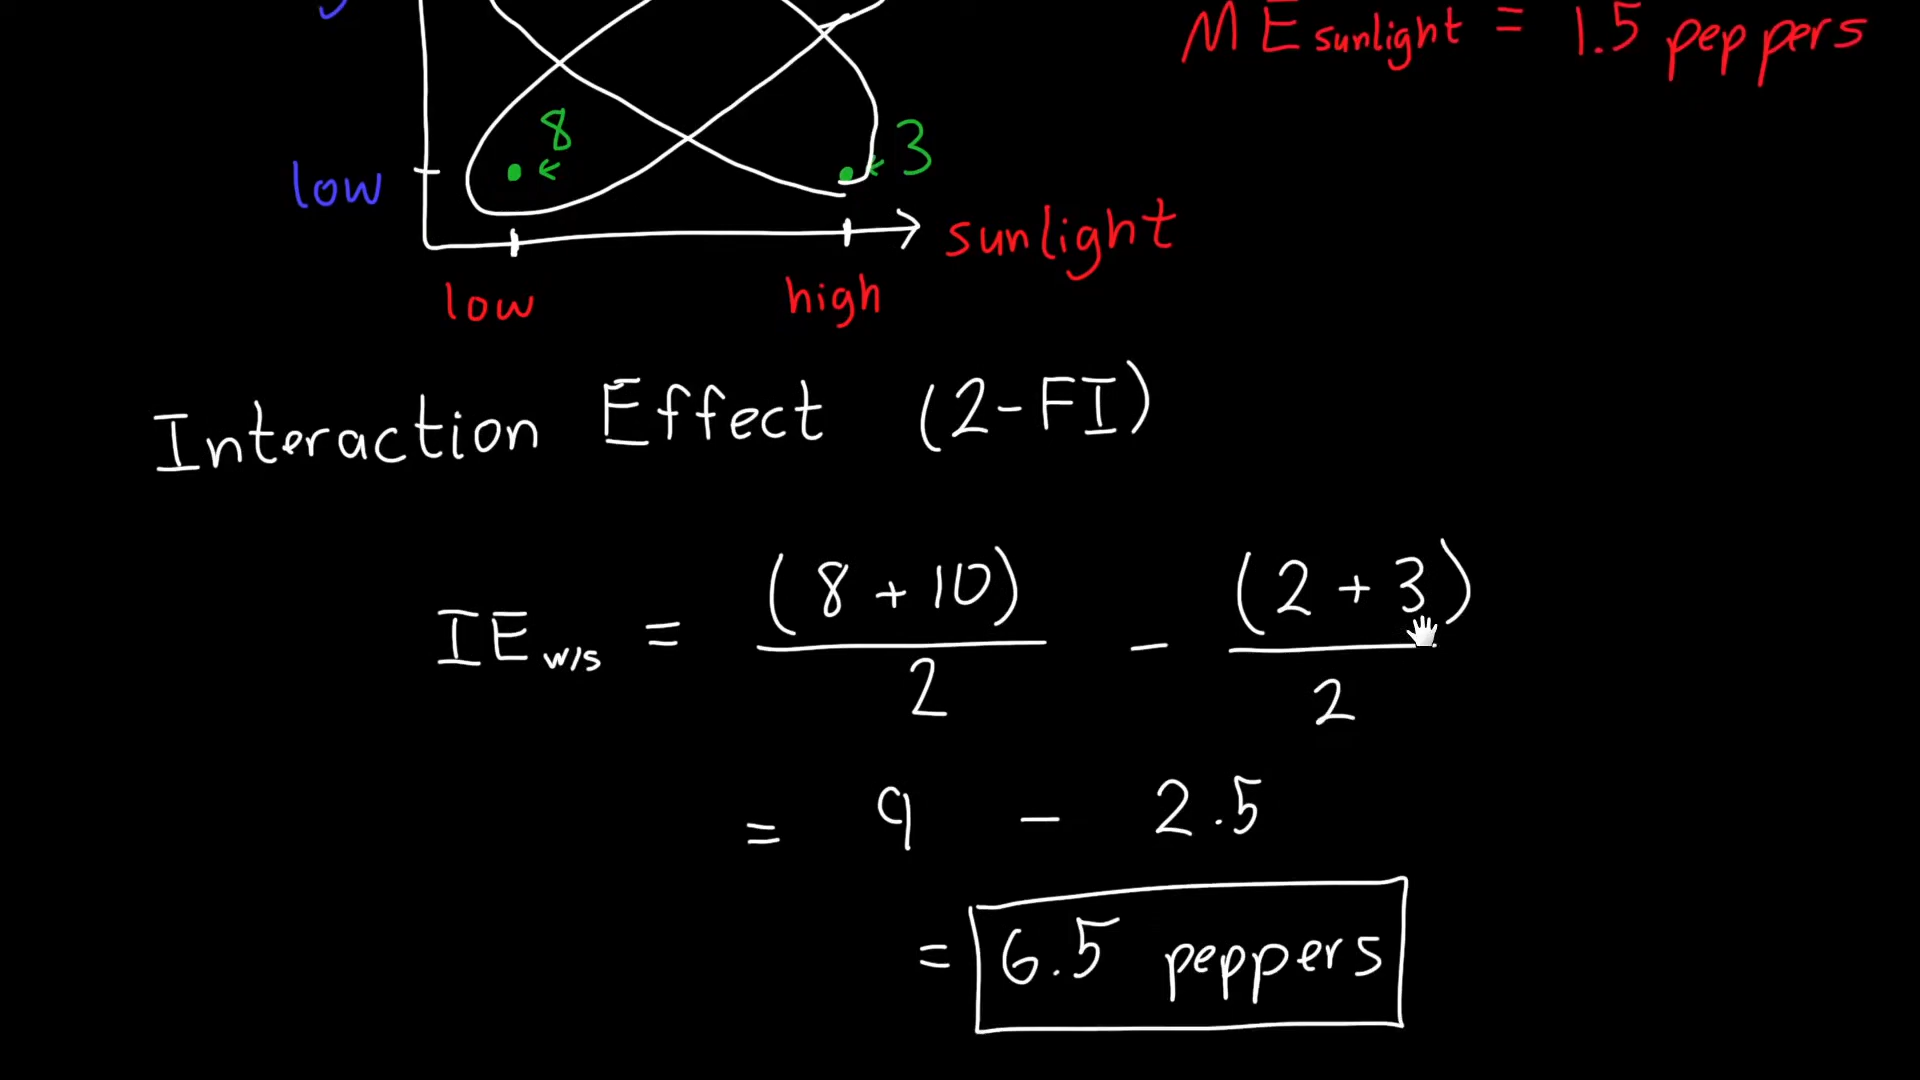 ME sunlight = 1.5 peppers
8
3
low
sunlight
low high
Interaction Effect (2-FI)
IE w/s = (8 + 10) / 2 - (2 + 3) / 2
= 9 - 2.5
= 6.5 peppers